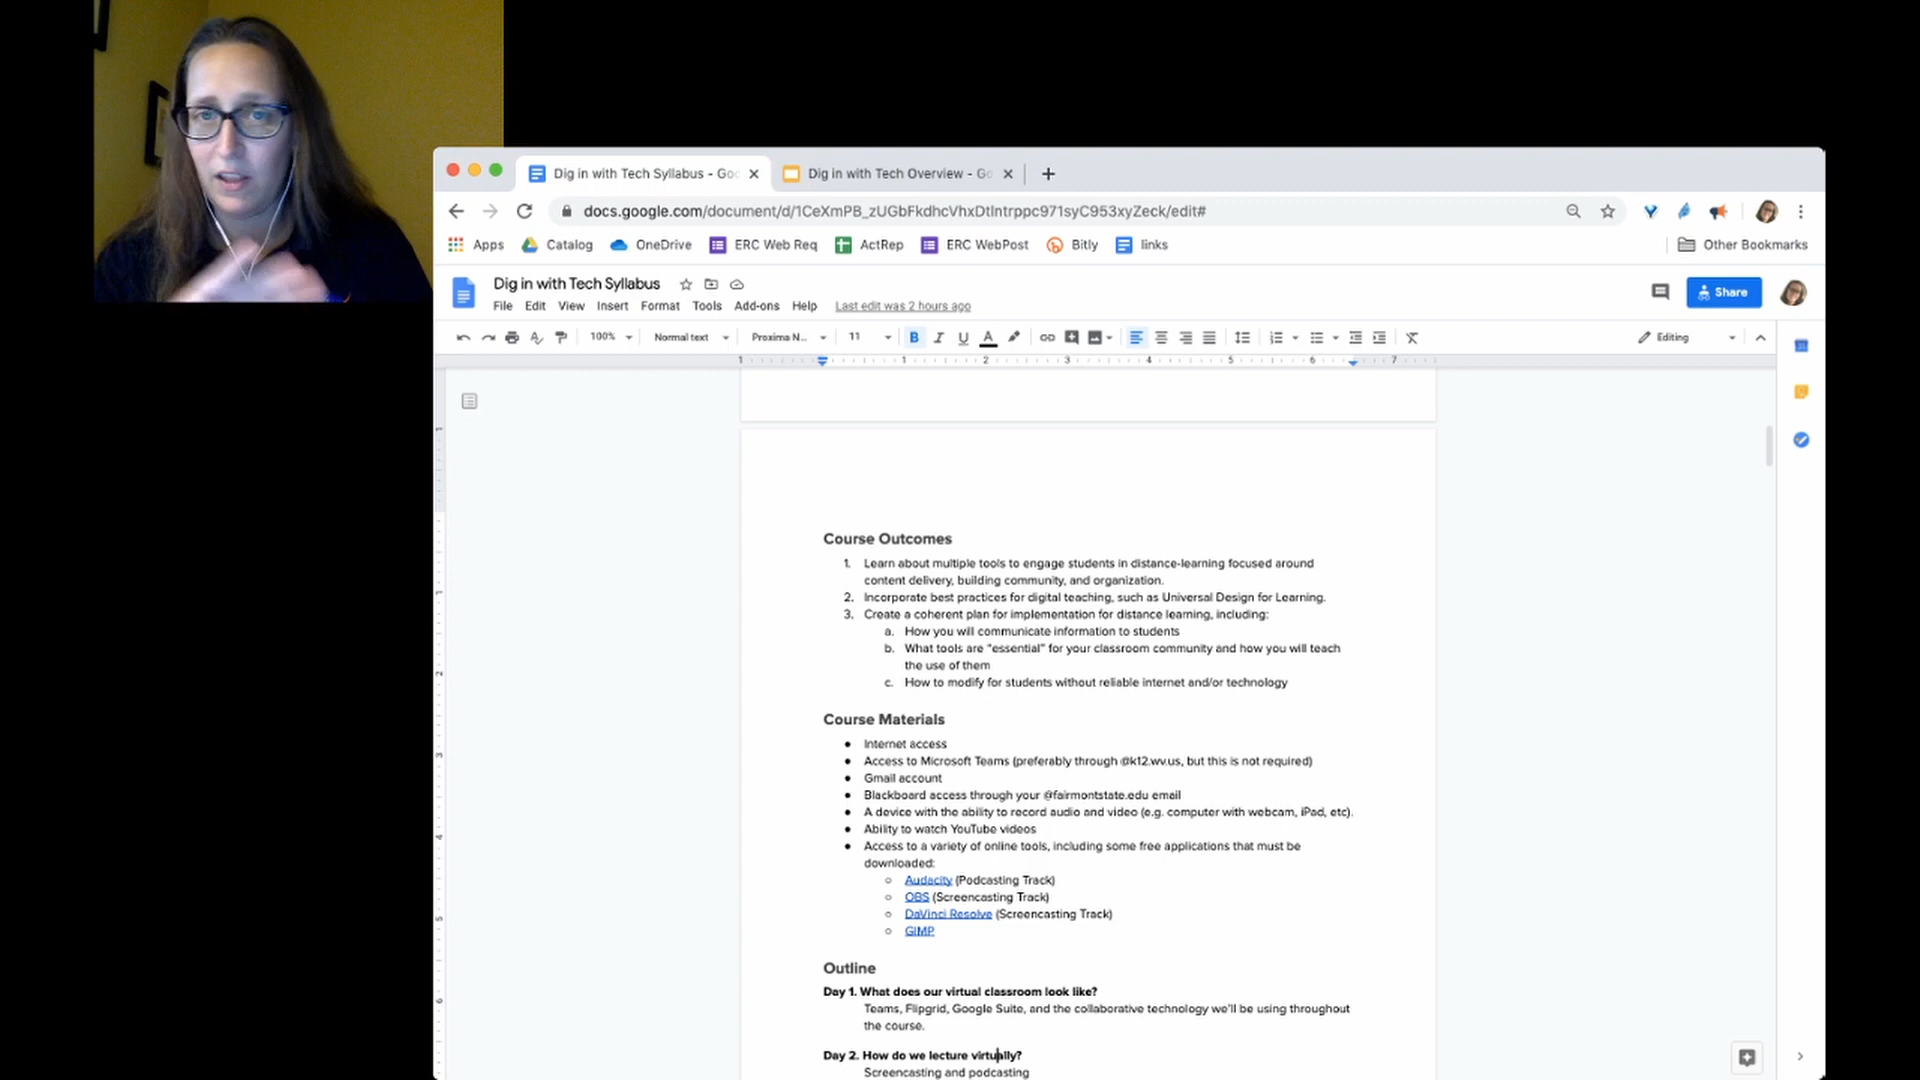 Dig in with Tech Syllabus - Goo
Dig in with Tech Overview - Go
docs.google.com/document/d/1CeXmPB_zUGbFkdhcVhxDtIntrppc971syC953xyZeck/edit#
Apps Catalog OneDrive ERC Web Req ActRep ERC WebPost Bitly links Other Bookmarks
Dig in with Tech Syllabus
Share
File Edit View Insert Format Tools Add-ons Help Last edit was 2 hours ago
100% Normal text Proxima N... 11 B I U A Editing
1 1 2 3 4 5 6 7
Course Outcomes
1. Learn about multiple tools to engage students in distance-learning focused around
content delivery, building community, and organization.
2. Incorporate best practices for digital teaching, such as Universal Design for Learning.
3. Create a coherent plan for implementation for distance learning, including:
a. How you will communicate information to students
b. What tools are "essential" for your classroom community and how you will teach
the use of them
c. How to modify for students without reliable internet and/or technology
Course Materials
● Internet access
● Access to Microsoft Teams (preferably through @k12.wv.us, but this is not required)
● Gmail account
● Blackboard access through your @fairmontstate.edu email
● A device with the ability to record audio and video (e.g. computer with webcam, iPad, etc).
● Ability to watch YouTube videos
● Access to a variety of online tools, including some free applications that must be
downloaded:
○ Audacity (Podcasting Track)
○ OBS (Screencasting Track)
○ DaVinci Resolve (Screencasting Track)
○ GIMP
Outline
Day 1. What does our virtual classroom look like?
Teams, Flipgrid, Google Suite, and the collaborative technology we'll be using throughout
the course.
Day 2. How do we lecture virtually?
Screencasting and podcasting